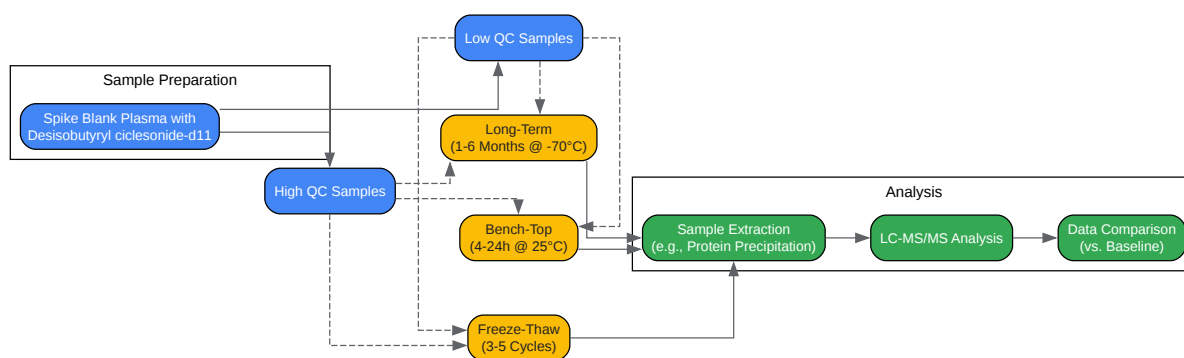 Low QC Samples
Sample Preparation
Spike Blank Plasma with
Desisobutyryl ciclesonide-d11
Long-Term
(1-6 Months @ -70°C)
High QC Samples
Analysis
Bench-Top
(4-24h @ 25°C)
Sample Extraction
(e.g., Protein Precipitation)
LC-MS/MS Analysis
Data Comparison
(vs. Baseline)
Freeze-Thaw
(3-5 Cycles)